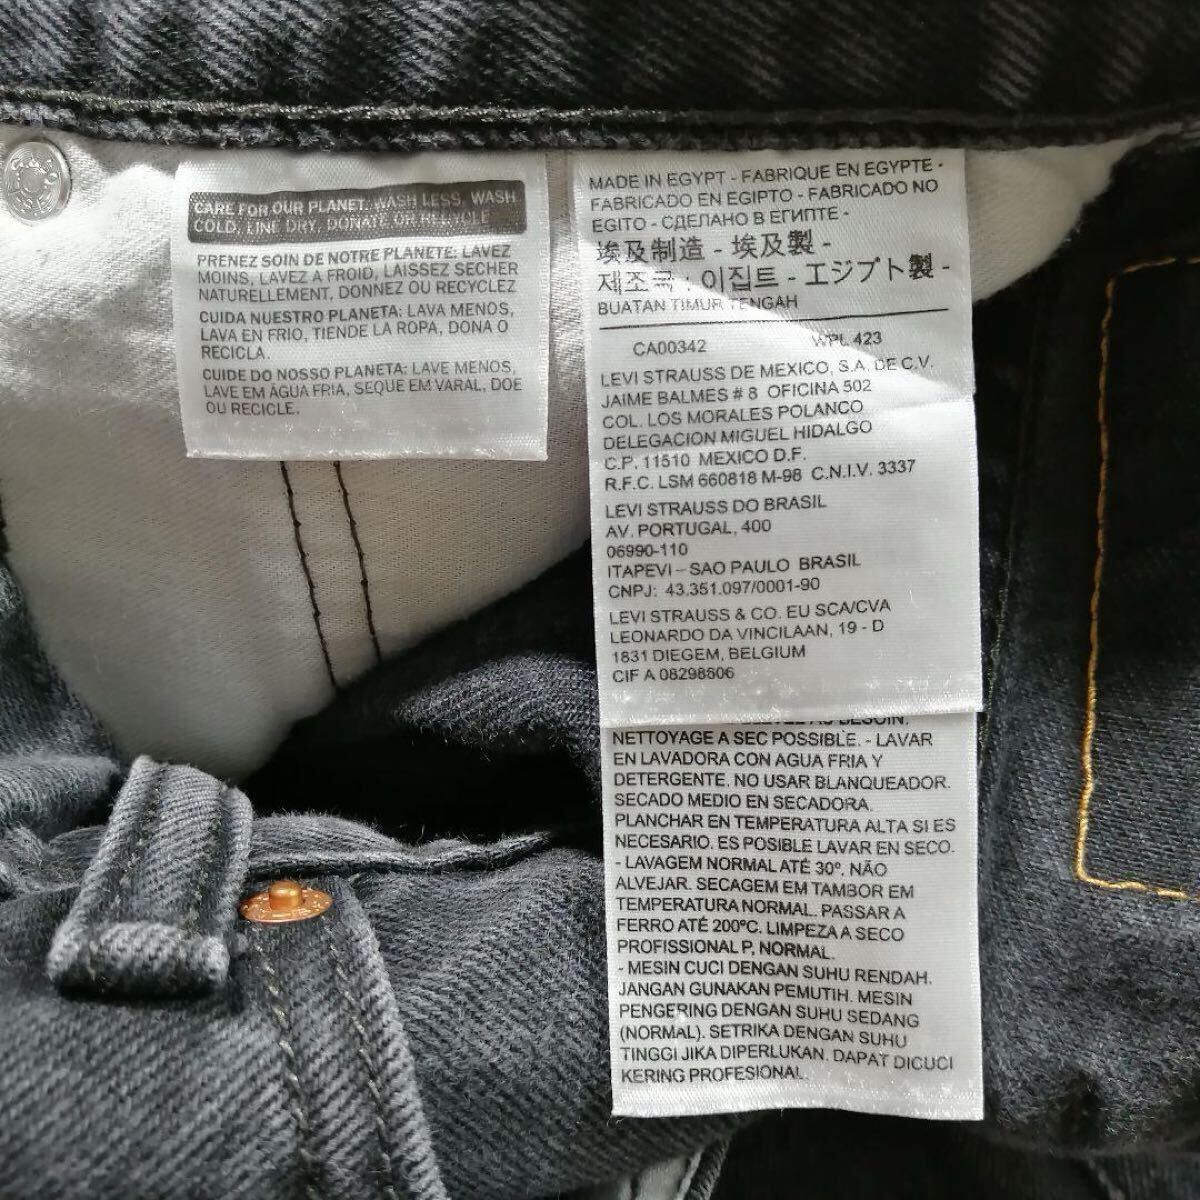 CARE FOR OUR PLANET: WASH LESS, WASH
COLD, LINE DRY, DONATE OR RECYCLE
PRENEZ SOIN DE NOTRE PLANETE: LAVEZ
MOINS, LAVEZ A FROID, LAISSEZ SECHER
NATURELLEMENT, DONNEZ OU RECYCLEZ
CUIDA NUESTRO PLANETA: LAVA MENOS,
LAVA EN FRIO, TIENDE LA ROPA, DONA O
RECICLA.
CUIDE DO NOSSO PLANETA: LAVE MENOS,
LAVE EM ÁGUA FRIA, SEQUE EM VARAL, DOE
OU RECICLE.
MADE IN EGYPT - FABRIQUE EN EGYPTE -
FABRICADO EN EGIPTO - FABRICADO NO
EGITO - СДЕЛАНО В ЕГИПТЕ -
埃及制造 - 埃及製 -
제조국 : 이집트 - エジプト製 -
BUATAN TIMUR TENGAH
CA00342 WPL 423
LEVI STRAUSS DE MEXICO, S.A. DE C.V.
JAIME BALMES # 8 OFICINA 502
COL. LOS MORALES POLANCO
DELEGACION MIGUEL HIDALGO
C.P. 11510 MEXICO D.F.
R.F.C. LSM 660818 M-98 C.N.I.V. 3337
LEVI STRAUSS DO BRASIL
AV. PORTUGAL, 400
06990-110
ITAPEVI – SAO PAULO BRASIL
CNPJ: 43.351.097/0001-90
LEVI STRAUSS & CO. EU SCA/CVA
LEONARDO DA VINCILAAN, 19 - D
1831 DIEGEM, BELGIUM
CIF A 08298606
AU BESOIN.
NETTOYAGE A SEC POSSIBLE. - LAVAR
EN LAVADORA CON AGUA FRIA Y
DETERGENTE. NO USAR BLANQUEADOR.
SECADO MEDIO EN SECADORA.
PLANCHAR EN TEMPERATURA ALTA SI ES
NECESARIO. ES POSIBLE LAVAR EN SECO.
- LAVAGEM NORMAL ATÉ 30º. NÃO
ALVEJAR. SECAGEM EM TAMBOR EM
TEMPERATURA NORMAL. PASSAR A
FERRO ATÉ 200ºC. LIMPEZA A SECO
PROFISSIONAL P, NORMAL.
- MESIN CUCI DENGAN SUHU RENDAH.
JANGAN GUNAKAN PEMUTIH. MESIN
PENGERING DENGAN SUHU SEDANG
(NORMAL). SETRIKA DENGAN SUHU
TINGGI JIKA DIPERLUKAN. DAPAT DICUCI
KERING PROFESIONAL.